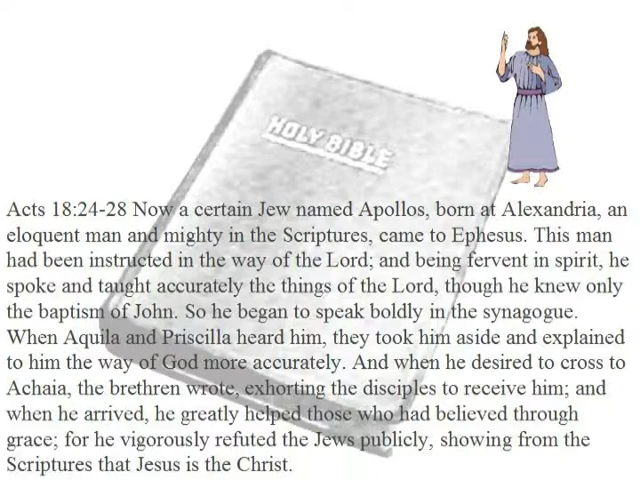 HOLY BIBLE
Acts 18:24-28 Now a certain Jew named Apollos, born at Alexandria, an
eloquent man and mighty in the Scriptures, came to Ephesus. This man
had been instructed in the way of the Lord; and being fervent in spirit, he
spoke and taught accurately the things of the Lord, though he knew only
the baptism of John. So he began to speak boldly in the synagogue.
When Aquila and Priscilla heard him, they took him aside and explained
to him the way of God more accurately. And when he desired to cross to
Achaia, the brethren wrote, exhorting the disciples to receive him; and
when he arrived, he greatly helped those who had believed through
grace; for he vigorously refuted the Jews publicly, showing from the
Scriptures that Jesus is the Christ.